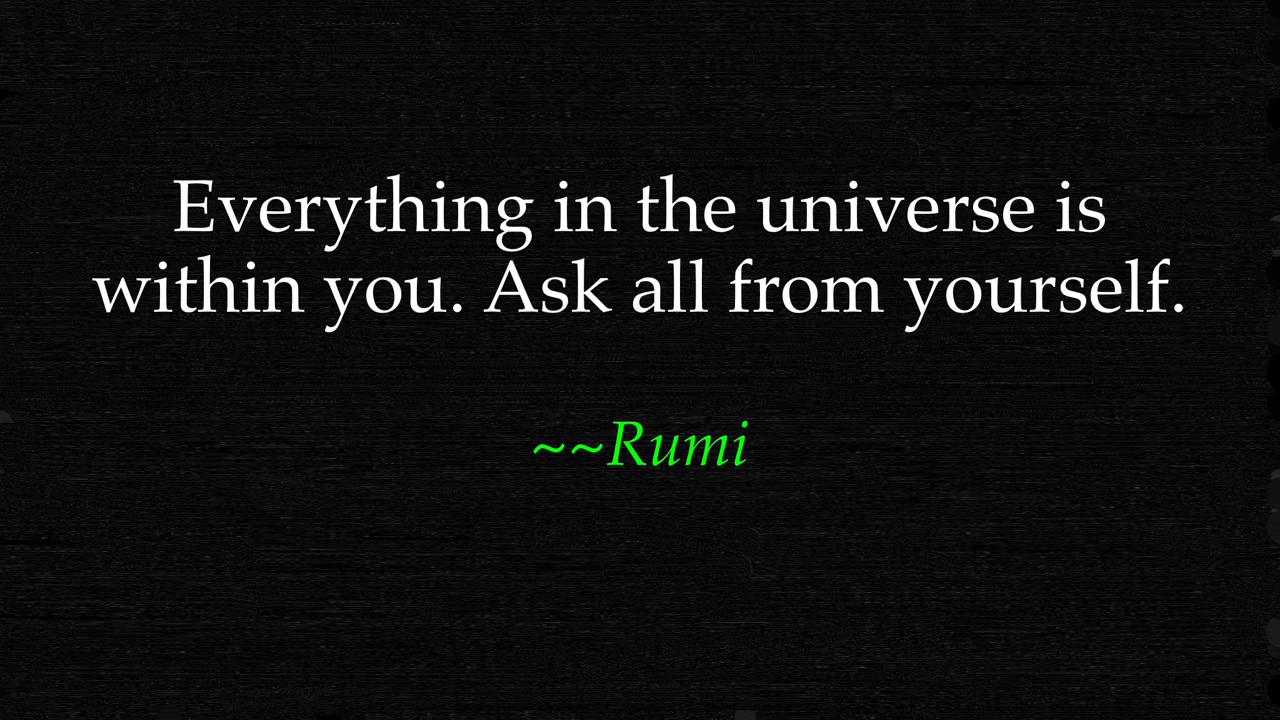 Everything in the universe is
within you. Ask all from yourself.
~~Rumi